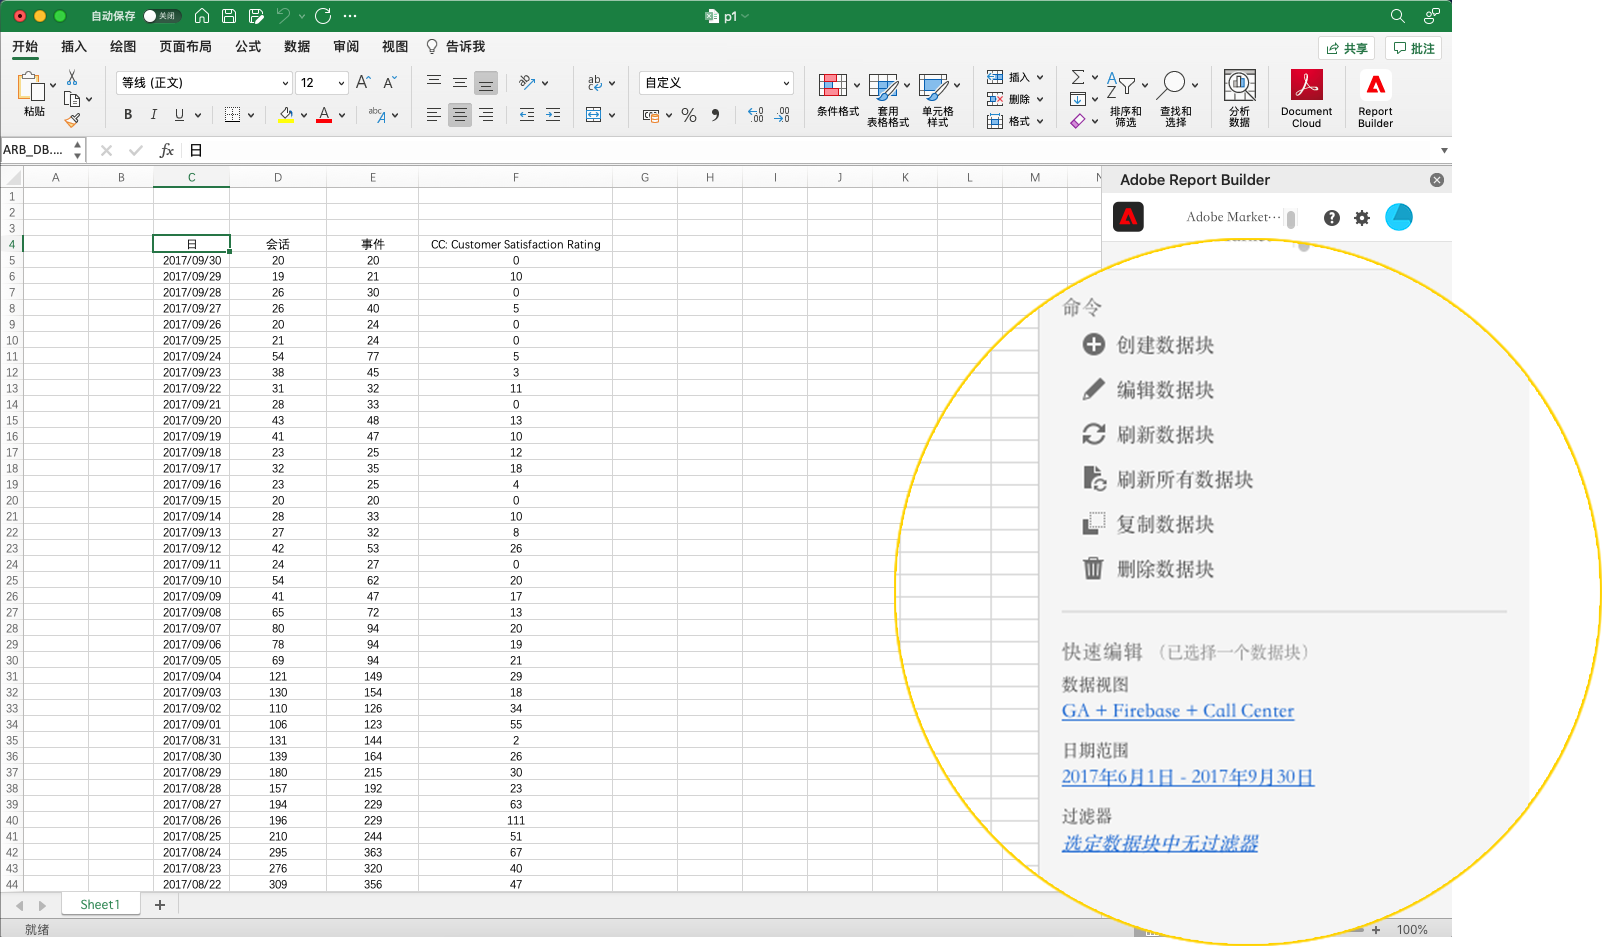 自动保存 关闭 p1
开始 插入 绘图 页面布局 公式 数据 审阅 视图 告诉我 共享 批注
粘贴 等线 (正文) 12 自定义 条件格式 套用 表格格式 单元格 样式 插入 删除 格式 排序和 筛选 查找和 选择 分析 数据 Document Cloud Report Builder
ARB_DB.... fx 日
A B C D E F G H I J K L M N
Adobe Report Builder
Adobe Market...
1
2
3
4 日 会话 事件 CC: Customer Satisfaction Rating
5 2017/09/30 20 20 0
6 2017/09/29 19 21 10
7 2017/09/28 26 30 0
8 2017/09/27 26 40 5
9 2017/09/26 20 24 0
10 2017/09/25 21 24 0
11 2017/09/24 54 77 5
12 2017/09/23 38 45 3
13 2017/09/22 31 32 11
14 2017/09/21 28 33 0
15 2017/09/20 43 48 13
16 2017/09/19 41 47 10
17 2017/09/18 23 25 12
18 2017/09/17 32 35 18
19 2017/09/16 23 25 4
20 2017/09/15 20 20 0
21 2017/09/14 28 33 10
22 2017/09/13 27 32 8
23 2017/09/12 42 53 26
24 2017/09/11 24 27 0
25 2017/09/10 54 62 20
26 2017/09/09 41 47 17
27 2017/09/08 65 72 13
28 2017/09/07 80 94 20
29 2017/09/06 78 94 19
30 2017/09/05 69 94 21
31 2017/09/04 121 149 29
32 2017/09/03 130 154 18
33 2017/09/02 110 126 34
34 2017/09/01 106 123 55
35 2017/08/31 131 144 2
36 2017/08/30 139 164 26
37 2017/08/29 180 215 30
38 2017/08/28 157 192 23
39 2017/08/27 194 229 63
40 2017/08/26 196 229 111
41 2017/08/25 210 244 51
42 2017/08/24 295 363 67
43 2017/08/23 276 320 40
44 2017/08/22 309 356 47
命令
创建数据块
编辑数据块
刷新数据块
刷新所有数据块
复制数据块
删除数据块
快速编辑 （已选择一个数据块）
数据视图
GA + Firebase + Call Center
日期范围
2017年6月1日 - 2017年9月30日
过滤器
选定数据块中无过滤器
Sheet1 +
就绪 + 100%